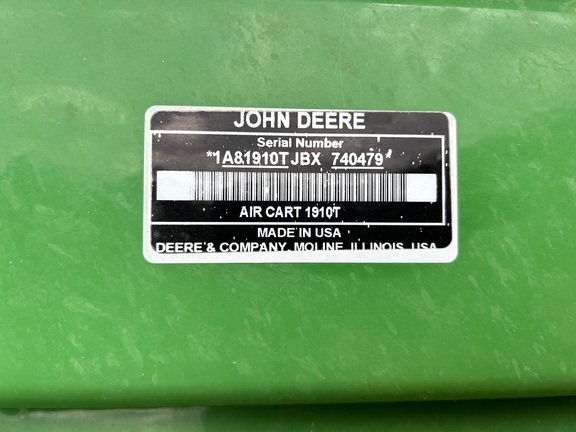 JOHN DEERE
Serial Number
*1A81910TJBX 740479*
AIR CART 1910T
MADE IN USA
DEERE & COMPANY, MOLINE, ILLINOIS, USA